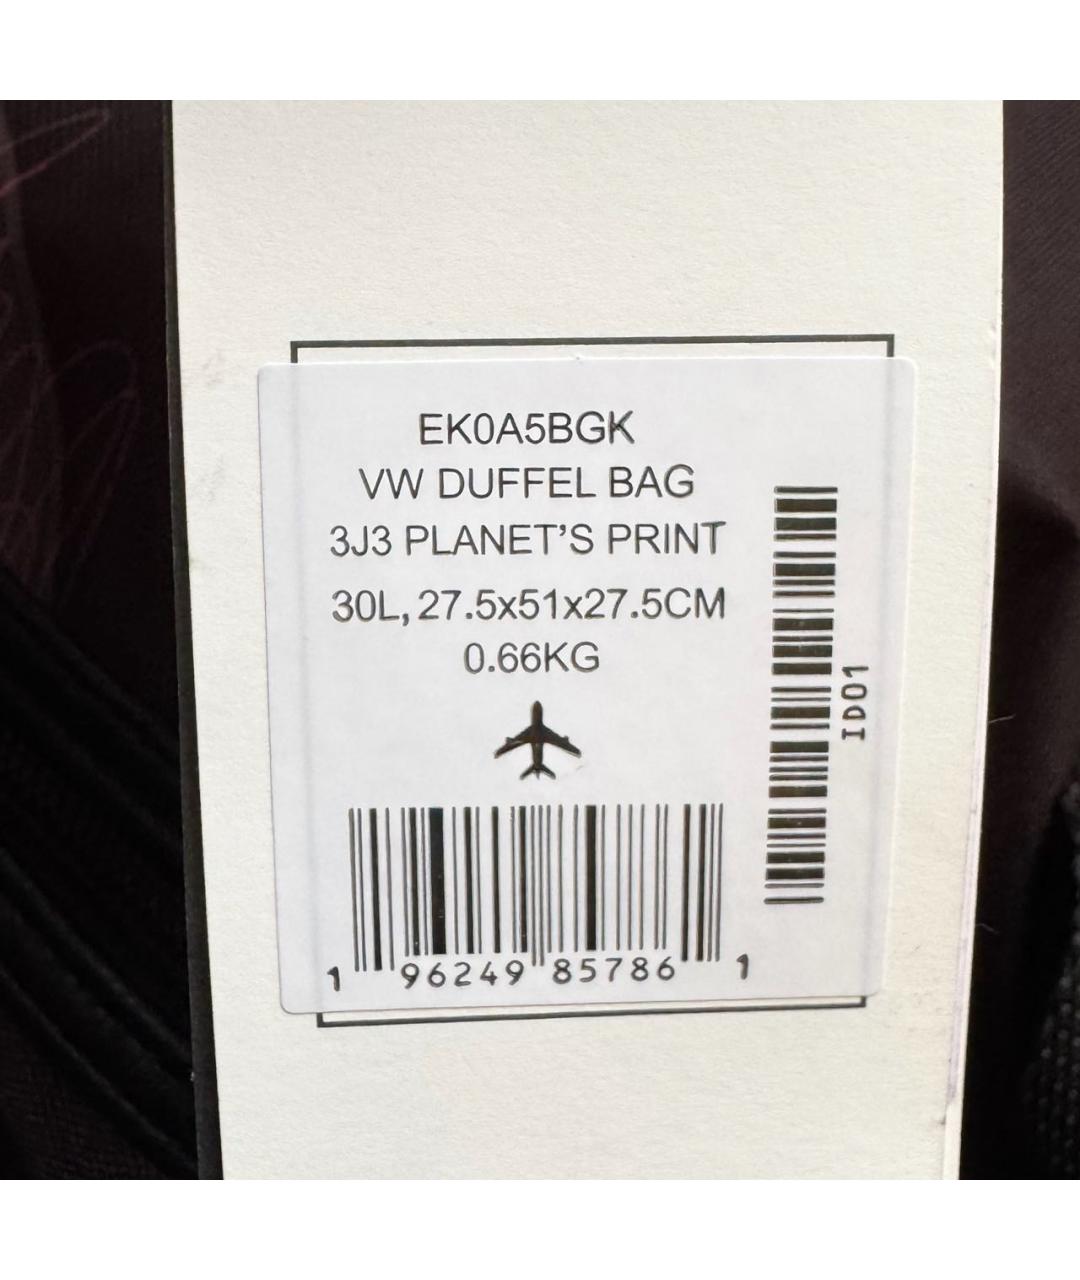 EK0A5BGK
VW DUFFEL BAG
3J3 PLANET’S PRINT
30L, 27.5x51x27.5CM
0.66KG
ID01
1 96249 85786 1